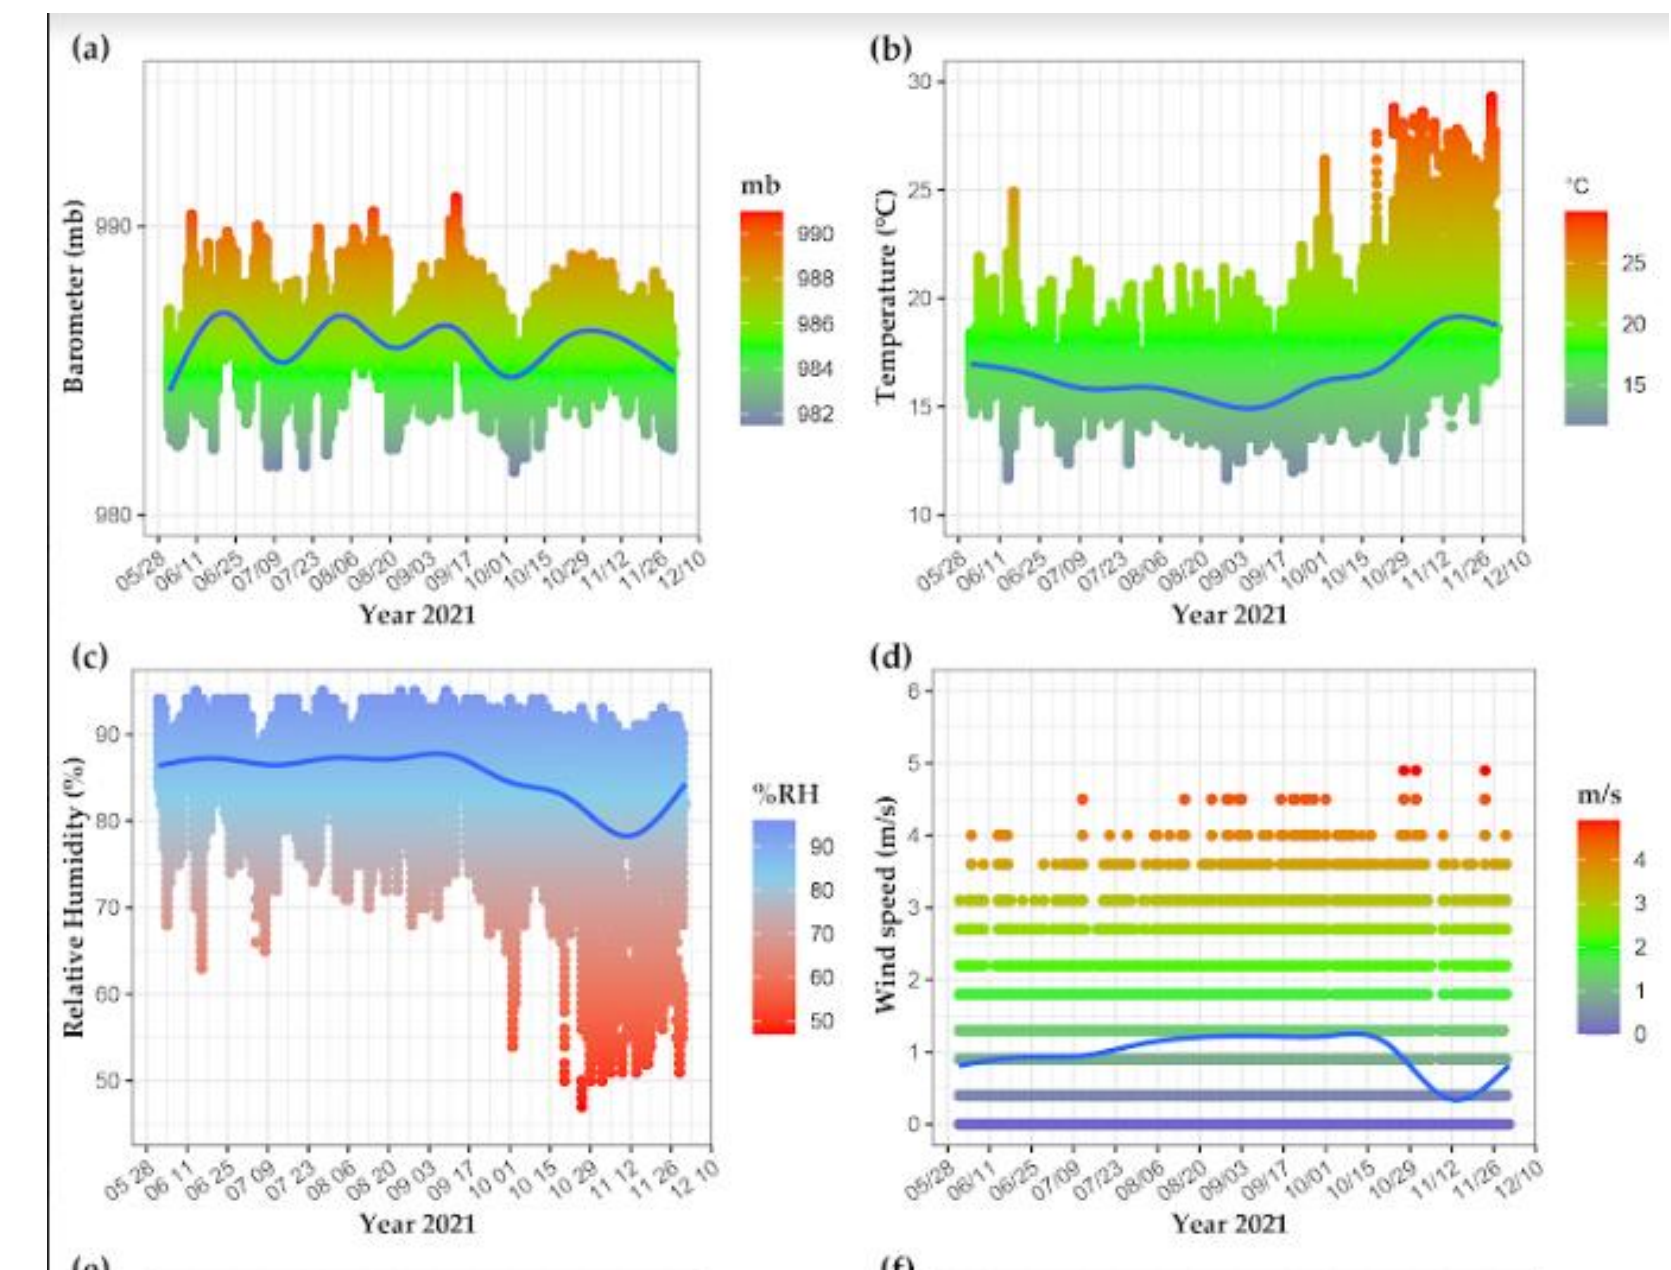 (a)
Barometer (mb)
990
980
05/28 06/11 06/25 07/09 07/23 08/06 08/20 09/03 09/17 10/01 10/15 10/29 11/12 11/26 12/10
Year 2021
mb
990
988
986
984
982
(b)
Temperature (°C)
30
25
20
15
10
05/28 06/11 06/25 07/09 07/23 08/06 08/20 09/03 09/17 10/01 10/15 10/29 11/12 11/26 12/10
Year 2021
°C
25
20
15
(c)
Relative Humidity (%)
90
80
70
60
50
05 28 06 11 06 25 07 09 07 23 08 06 08 20 09 03 09 17 10 01 10 15 10 29 11 12 11 26 12 10
Year 2021
%RH
90
80
70
60
50
(d)
Wind speed (m/s)
6
5
4
3
2
1
0
05/28 06/11 06/25 07/09 07/23 08/06 08/20 09/03 09/17 10/01 10/15 10/29 11/12 11/26 12/10
Year 2021
m/s
4
3
2
1
0
(e)
(f)